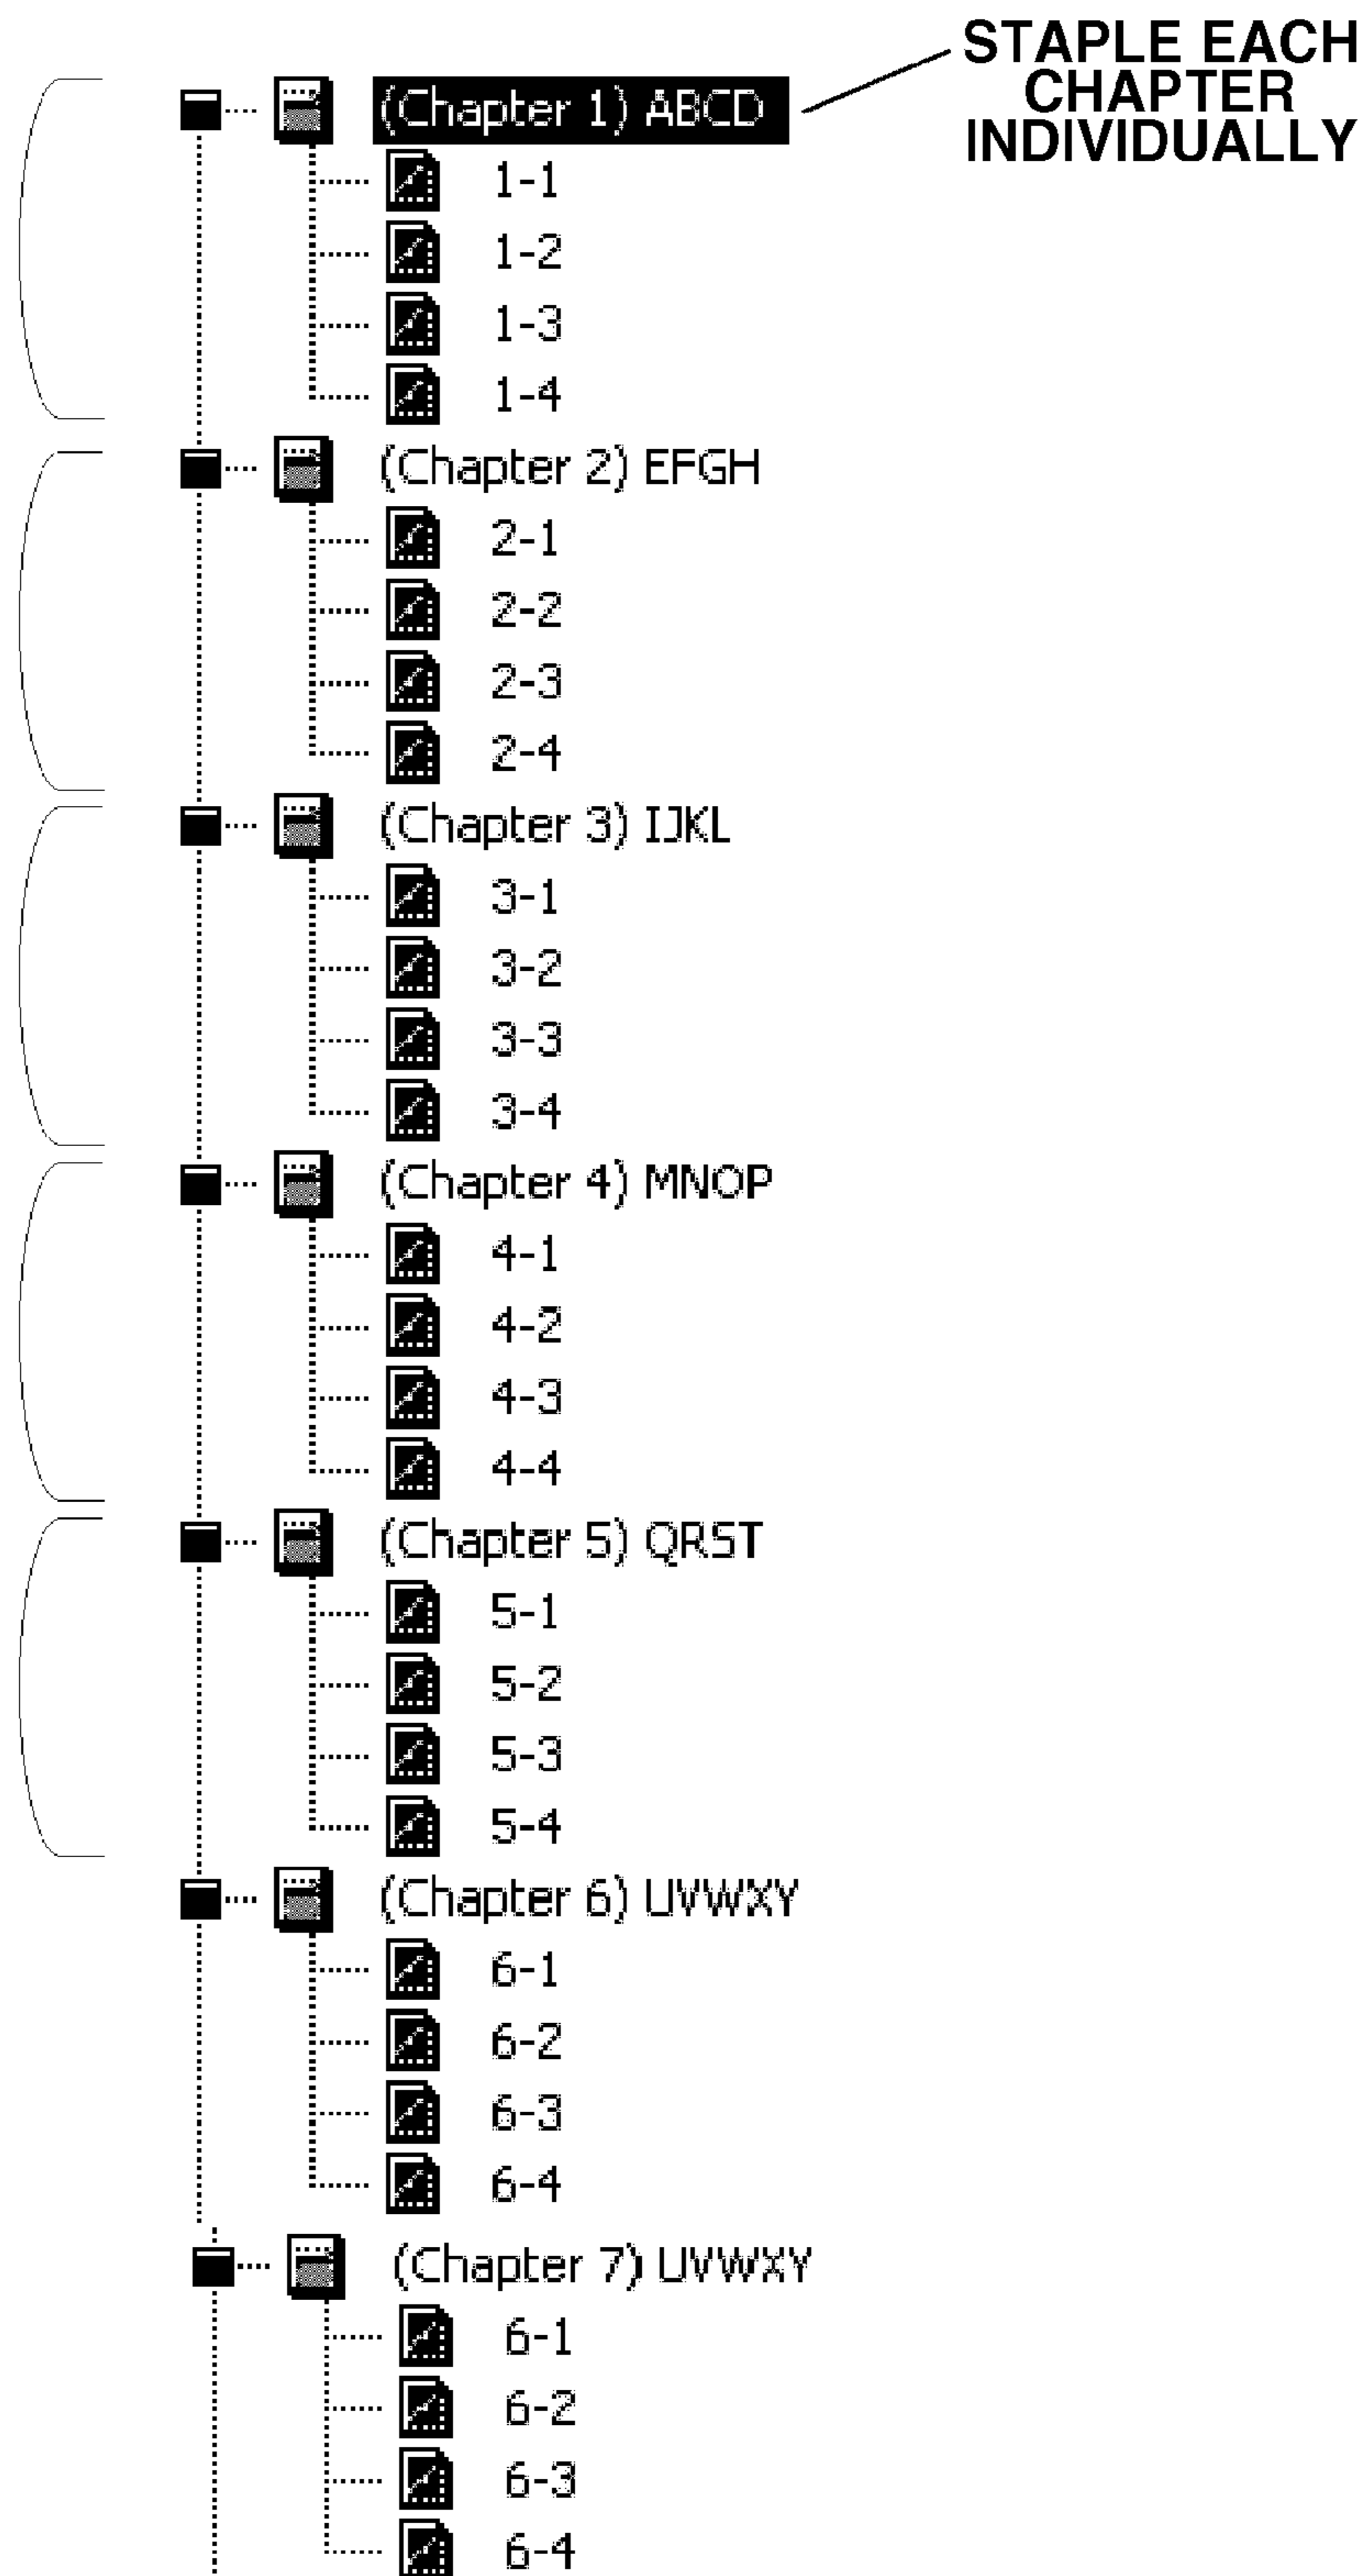 STAPLE EACH
CHAPTER
INDIVIDUALLY
(Chapter 1) ABCD
1-1
1-2
1-3
1-4
(Chapter 2) EFGH
2-1
2-2
2-3
2-4
(Chapter 3) IJKL
3-1
3-2
3-3
3-4
(Chapter 4) MNOP
4-1
4-2
4-3
4-4
(Chapter 5) QRST
5-1
5-2
5-3
5-4
(Chapter 6) UVWXY
6-1
6-2
6-3
6-4
(Chapter 7) UVWXY
6-1
6-2
6-3
6-4